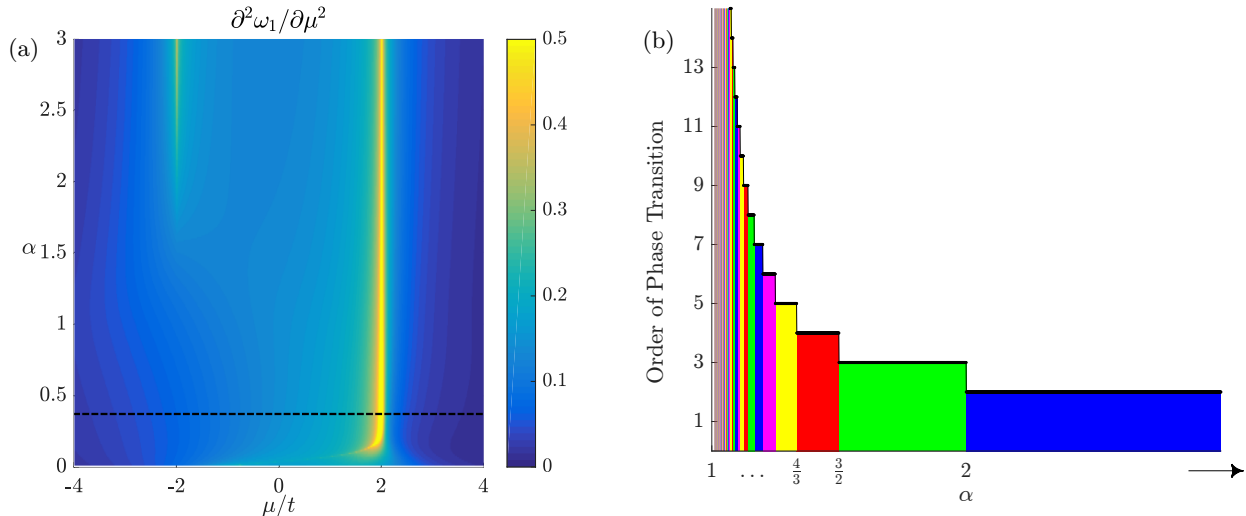 (a)
∂²ω₁/∂μ²
3
2.5
2
α 1.5
1
0.5
0
-4 -2 0 2 4
μ/t
0.5
0.4
0.3
0.2
0.1
0
(b)
Order of Phase Transition
13
11
9
7
5
3
1
1 ... 4/3 3/2 2
α